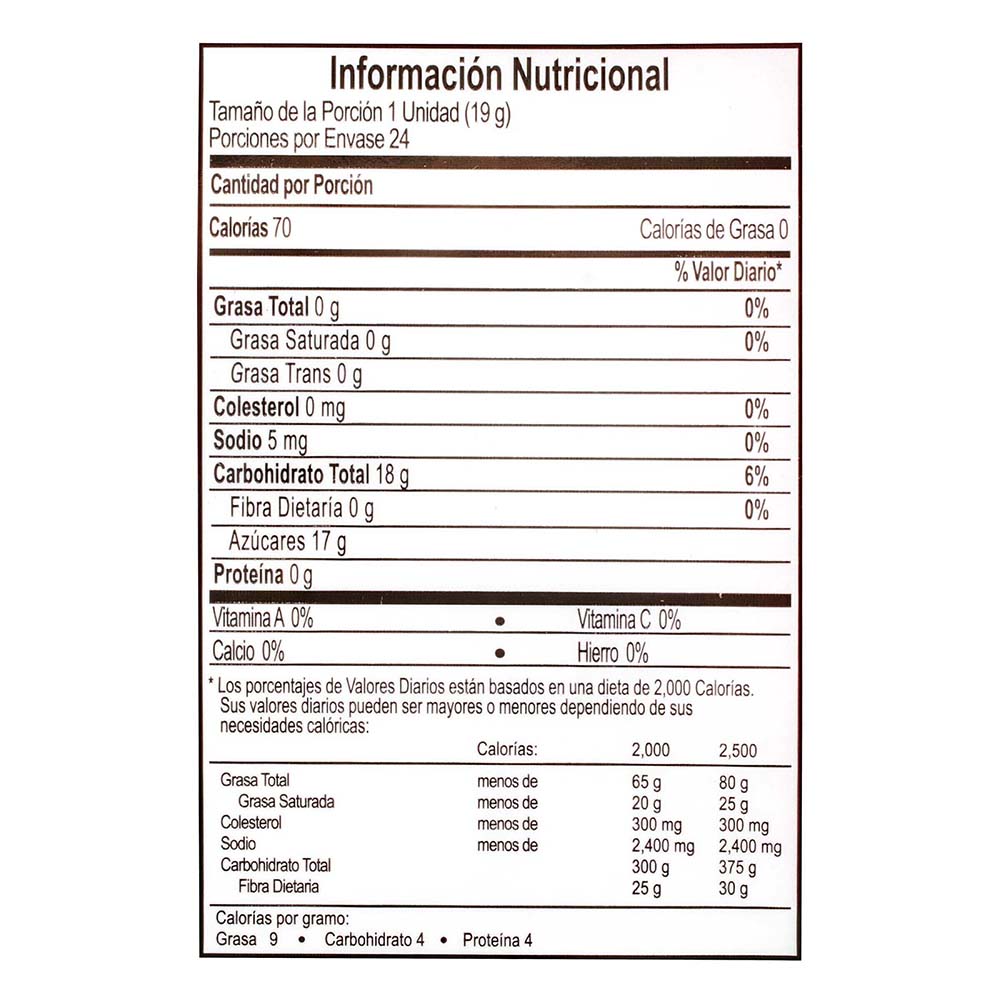 Información Nutricional
Tamaño de la Porción 1 Unidad (19 g)
Porciones por Envase 24
Cantidad por Porción
Calorías 70 Calorías de Grasa 0
% Valor Diario*
Grasa Total 0 g 0%
Grasa Saturada 0 g 0%
Grasa Trans 0 g
Colesterol 0 mg 0%
Sodio 5 mg 0%
Carbohidrato Total 18 g 6%
Fibra Dietaría 0 g 0%
Azúcares 17 g
Proteína 0 g
Vitamina A 0% • Vitamina C 0%
Calcio 0% • Hierro 0%
* Los porcentajes de Valores Diarios están basados en una dieta de 2,000 Calorías.
Sus valores diarios pueden ser mayores o menores dependiendo de sus
necesidades calóricas:
Calorías: 2,000 2,500
Grasa Total menos de 65 g 80 g
Grasa Saturada menos de 20 g 25 g
Colesterol menos de 300 mg 300 mg
Sodio menos de 2,400 mg 2,400 mg
Carbohidrato Total 300 g 375 g
Fibra Dietaria 25 g 30 g
Calorías por gramo:
Grasa 9 • Carbohidrato 4 • Proteína 4